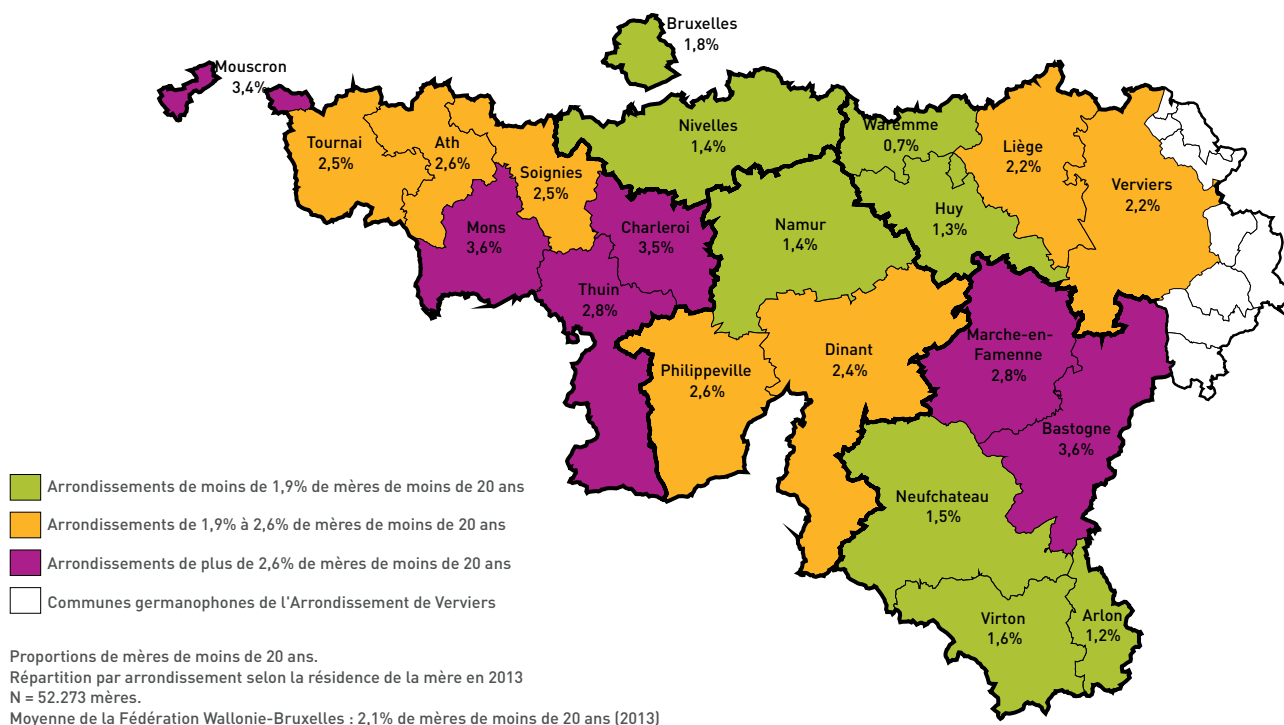 Bruxelles
1,8%
Mouscron
3,4%
Tournai
2,5%
Ath
2,6%
Soignies
2,5%
Nivelles
1,4%
Waremme
0,7%
Liège
2,2%
Verviers
2,2%
Mons
3,6%
Charleroi
3,5%
Namur
1,4%
Huy
1,3%
Thuin
2,8%
Philippeville
2,6%
Dinant
2,4%
Marche-en-
Famenne
2,8%
Bastogne
3,6%
Neufchateau
1,5%
Virton
1,6%
Arlon
1,2%
Arrondissements de moins de 1,9% de mères de moins de 20 ans
Arrondissements de 1,9% à 2,6% de mères de moins de 20 ans
Arrondissements de plus de 2,6% de mères de moins de 20 ans
Communes germanophones de l'Arrondissement de Verviers
Proportions de mères de moins de 20 ans.
Répartition par arrondissement selon la résidence de la mère en 2013
N = 52.273 mères.
Moyenne de la Fédération Wallonie-Bruxelles : 2,1% de mères de moins de 20 ans (2013)